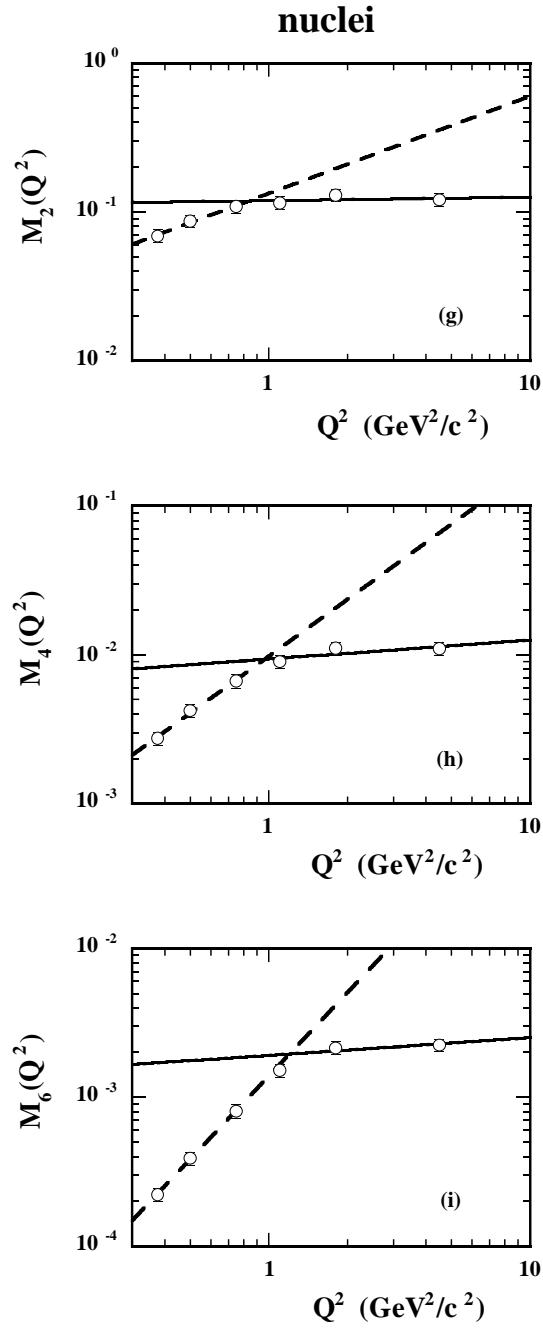 nuclei
10^0
10^-1
10^-2
M_2(Q^2)
(g)
1
10
Q^2 (GeV^2/c^2)
10^-1
10^-2
10^-3
M_4(Q^2)
(h)
1
10
Q^2 (GeV^2/c^2)
10^-2
10^-3
10^-4
M_6(Q^2)
(i)
1
10
Q^2 (GeV^2/c^2)